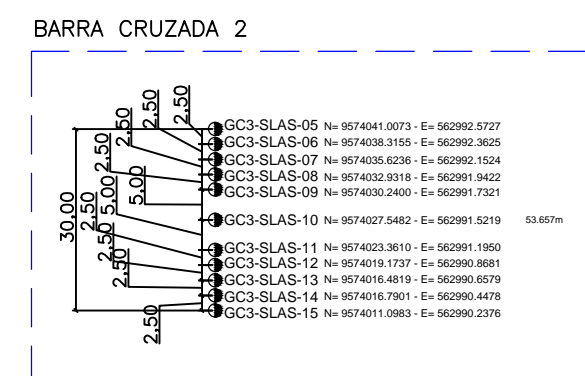 BARRA CRUZADA 2
2,50
2,50
2,50
2,50
5,00
GC3-SLAS-05 N= 9574041.0073 - E= 562992.5727
GC3-SLAS-06 N= 9574038.3155 - E= 562992.3625
GC3-SLAS-07 N= 9574035.6236 - E= 562992.1524
GC3-SLAS-08 N= 9574032.9318 - E= 562991.9422
GC3-SLAS-09 N= 9574030.2400 - E= 562991.7321
GC3-SLAS-10 N= 9574027.5482 - E= 562991.5219 53.657m
GC3-SLAS-11 N= 9574023.3610 - E= 562991.1950
GC3-SLAS-12 N= 9574019.1737 - E= 562990.8681
GC3-SLAS-13 N= 9574016.4819 - E= 562990.6579
GC3-SLAS-14 N= 9574016.7901 - E= 562990.4478
GC3-SLAS-15 N= 9574011.0983 - E= 562990.2376
30,00
5,00
2,50
2,50
2,50
2,50